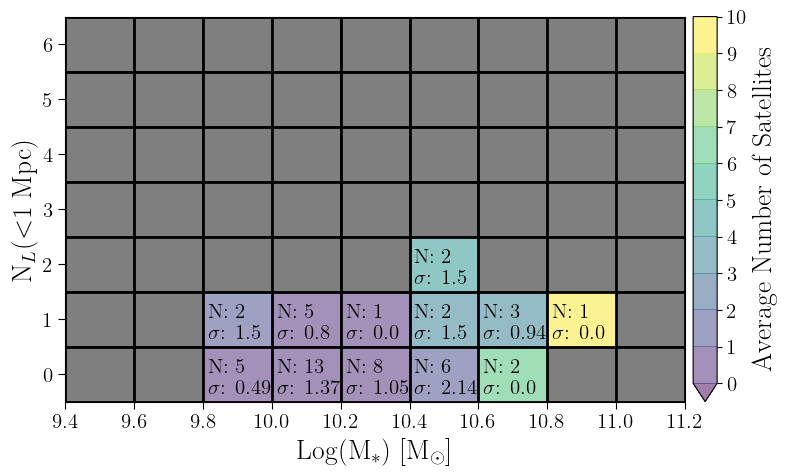 10
9
8
7
6
5
4
3
2
1
0
Average Number of Satellites
6
5
4
3
2
1
0
N_L(<1 Mpc)
N: 2
σ: 1.5
N: 2
σ: 1.5
N: 5
σ: 0.8
N: 1
σ: 0.0
N: 2
σ: 1.5
N: 3
σ: 0.94
N: 1
σ: 0.0
N: 5
σ: 0.49
N: 13
σ: 1.37
N: 8
σ: 1.05
N: 6
σ: 2.14
N: 2
σ: 0.0
9.4 9.6 9.8 10.0 10.2 10.4 10.6 10.8 11.0 11.2
Log(M_*) [M_⊙]